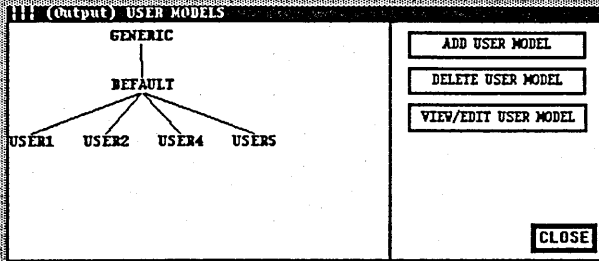 (Output) USER MODELS
GENERIC
DEFAULT
USER1 USER2 USER4 USER5
ADD USER MODEL
DELETE USER MODEL
VIEW/EDIT USER MODEL
CLOSE